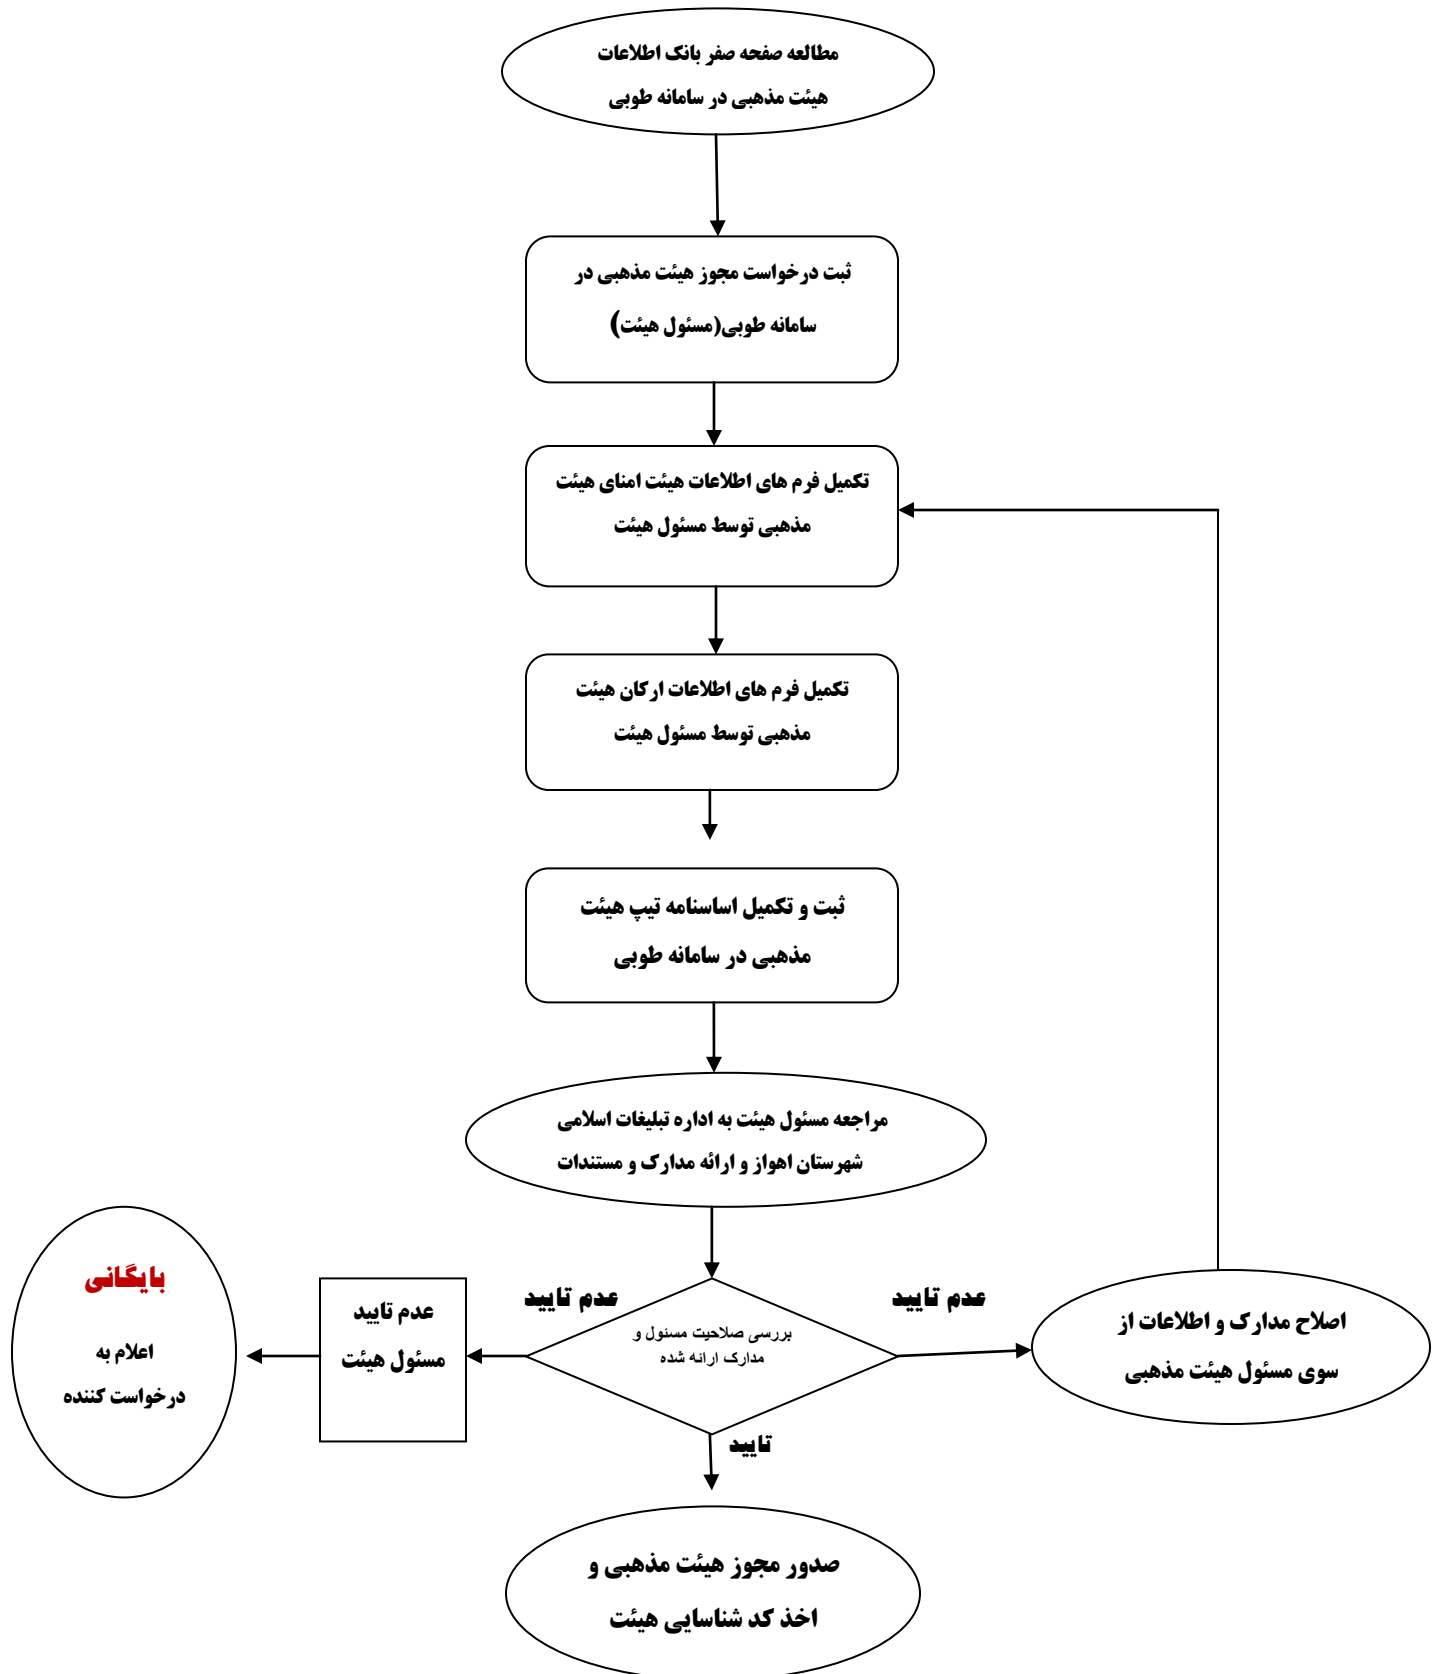 مطالعه صفحه صفر بانک اطلاعات
هیئت مذهبی در سامانه طوبی
ثبت درخواست مجوز هیئت مذهبی در
سامانه طوبی(مسئول هیئت)
تکمیل فرم های اطلاعات هیئت امنای هیئت
مذهبی توسط مسئول هیئت
تکمیل فرم های اطلاعات ارکان هیئت
مذهبی توسط مسئول هیئت
ثبت و تکمیل اساسنامه تیپ هیئت
مذهبی در سامانه طوبی
مراجعه مسئول هیئت به اداره تبلیغات اسلامی
شهرستان اهواز و ارائه مدارک و مستندات
بررسی صلاحیت مسئول و
مدارک ارائه شده
عدم تایید
اصلاح مدارک و اطلاعات از
سوی مسئول هیئت مذهبی
عدم تایید
عدم تایید
مسئول هیئت
بایگانی
اعلام به
درخواست کننده
تایید
صدور مجوز هیئت مذهبی و
اخذ کد شناسایی هیئت